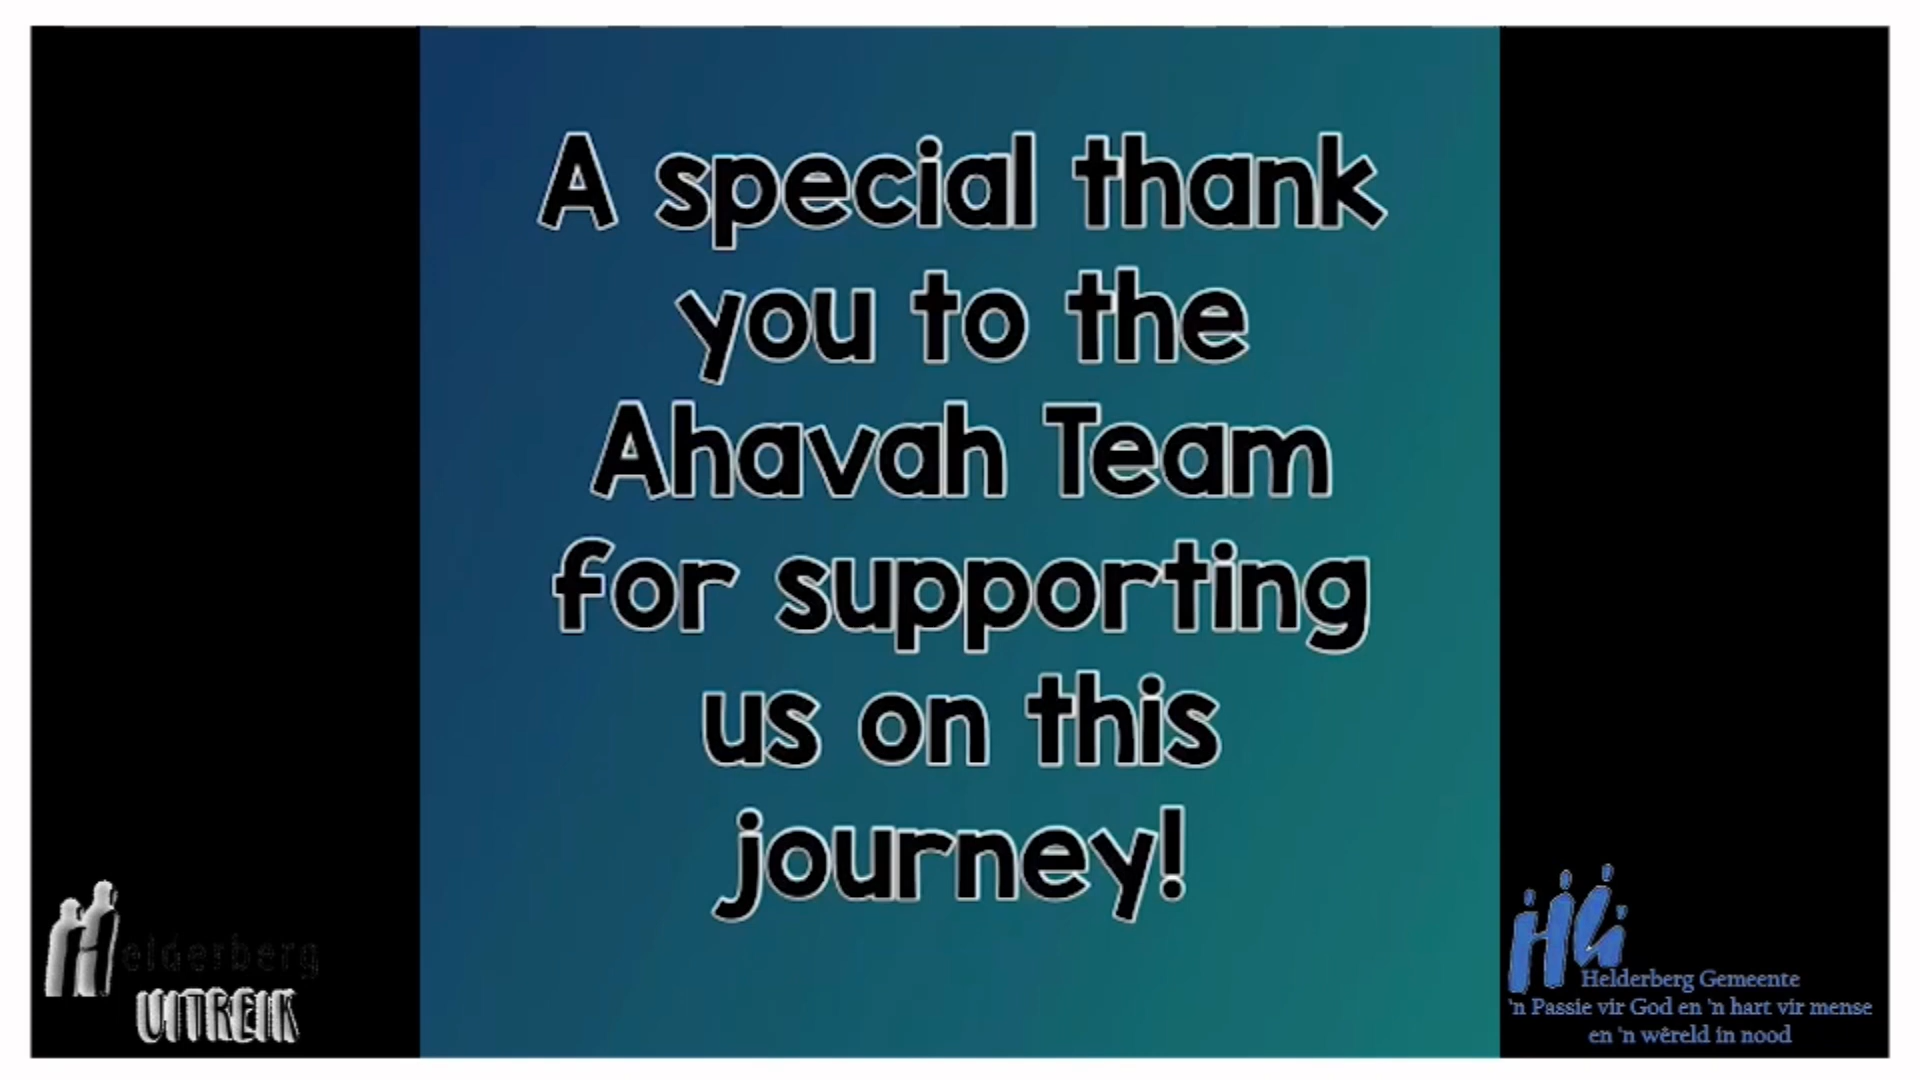 A special thank
you to the
Ahavah Team
for supporting
us on this
journey!
Helderberg
UITREIK
HG
Helderberg Gemeente
'n Passie vir God en 'n hart vir mense
en 'n wêreld in nood